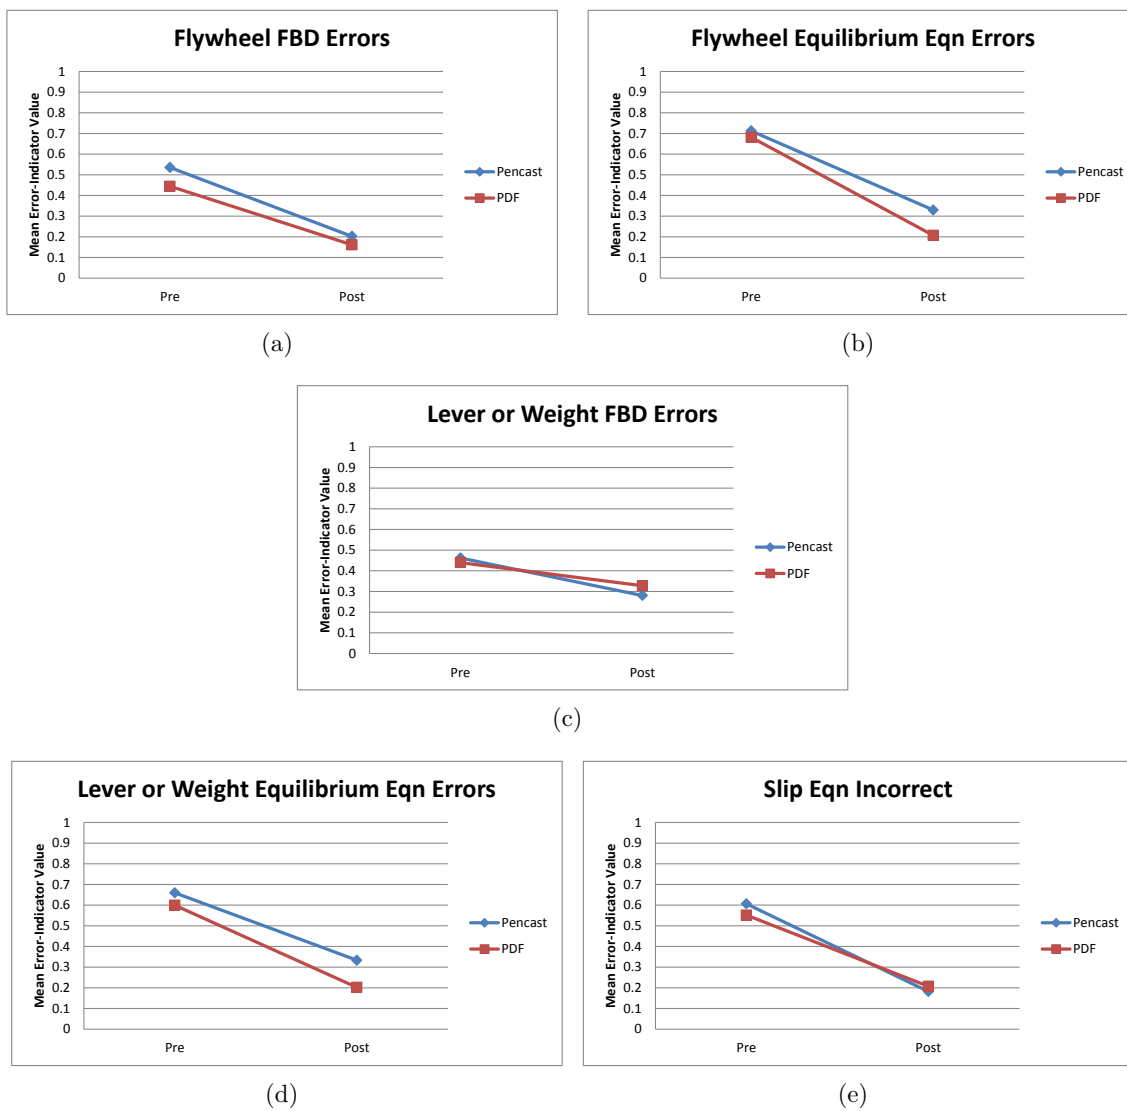 Flywheel FBD Errors
Mean Error-Indicator Value
1
0.9
0.8
0.7
0.6
0.5
0.4
0.3
0.2
0.1
0
Pre
Post
Pencast
PDF
(a)
Flywheel Equilibrium Eqn Errors
Mean Error-Indicator Value
1
0.9
0.8
0.7
0.6
0.5
0.4
0.3
0.2
0.1
0
Pre
Post
Pencast
PDF
(b)
Lever or Weight FBD Errors
Mean Error-Indicator Value
1
0.9
0.8
0.7
0.6
0.5
0.4
0.3
0.2
0.1
0
Pre
Post
Pencast
PDF
(c)
Lever or Weight Equilibrium Eqn Errors
Mean Error-Indicator Value
1
0.9
0.8
0.7
0.6
0.5
0.4
0.3
0.2
0.1
0
Pre
Post
Pencast
PDF
(d)
Slip Eqn Incorrect
Mean Error-Indicator Value
1
0.9
0.8
0.7
0.6
0.5
0.4
0.3
0.2
0.1
0
Pre
Post
Pencast
PDF
(e)